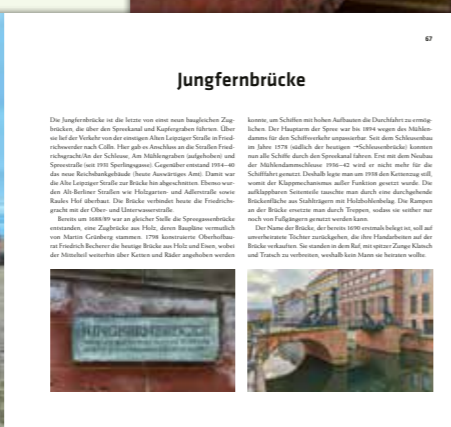 67
Jungfernbrücke
Die Jungfernbrücke ist die letzte von einst neun baugleichen Zug-
brücken, die über den Spreekanal und Kupfergraben führten. Über
sie lief der Verkehr von der einstigen Alten Leipziger Straße in Fried-
richswerder nach Cölln. Hier gab es Anschluss an die Straßen Fried-
richsgracht/An der Schleuse, Am Mühlengraben (aufgehoben) und
Spreestraße (seit 1931 Sperlingsgasse). Gegenüber entstand 1934–40
das neue Reichsbankgebäude (heute Auswärtiges Amt). Damit war
die Alte Leipziger Straße zur Brücke hin abgeschnitten. Ebenso wur-
den Alt-Berliner Straßen wie Holzgarten- und Adlerstraße sowie
Raules Hof überbaut. Die Brücke verbindet heute die Friedrichs-
gracht mit der Ober- und Unterwasserstraße.
Bereits um 1688/89 war an gleicher Stelle die Spreegassenbrücke
entstanden, eine Zugbrücke aus Holz, deren Baupläne vermutlich
von Martin Grünberg stammen. 1798 konstruierte Oberhofbau-
rat Friedrich Becherer die heutige Brücke aus Holz und Eisen, wobei
der Mittelteil weiterhin über Ketten und Räder angehoben werden
konnte, um Schiffen mit hohen Aufbauten die Durchfahrt zu ermög-
lichen. Der Hauptarm der Spree war bis 1894 wegen des Mühlen-
damms für den Schiffsverkehr unpassierbar. Seit dem Schleusenbau
im Jahre 1578 (südlich der heutigen →Schleusenbrücke) konnten
nun alle Schiffe durch den Spreekanal fahren. Erst mit dem Neubau
der Mühlendammschleuse 1936–42 wird er nicht mehr für die
Schifffahrt genutzt. Deshalb legte man um 1938 den Kettenzug still,
womit der Klappmechanismus außer Funktion gesetzt wurde. Die
aufklappbaren Seitenteile tauschte man durch eine durchgehende
Brückenfläche aus Stahlträgern mit Holzbohlenbelag. Die Rampen
an der Brücke ersetzte man durch Treppen, sodass sie seither nur
noch von Fußgängern genutzt werden kann.
Der Name der Brücke, der bereits 1690 erstmals belegt ist, soll auf
unverheiratete Töchter zurückgehen, die ihre Handarbeiten auf der
Brücke verkauften. Sie standen in dem Ruf, mit spitzer Zunge Klatsch
und Tratsch zu verbreiten, weshalb kein Mann sie heiraten wollte.
JUNGFERNBRÜCKE